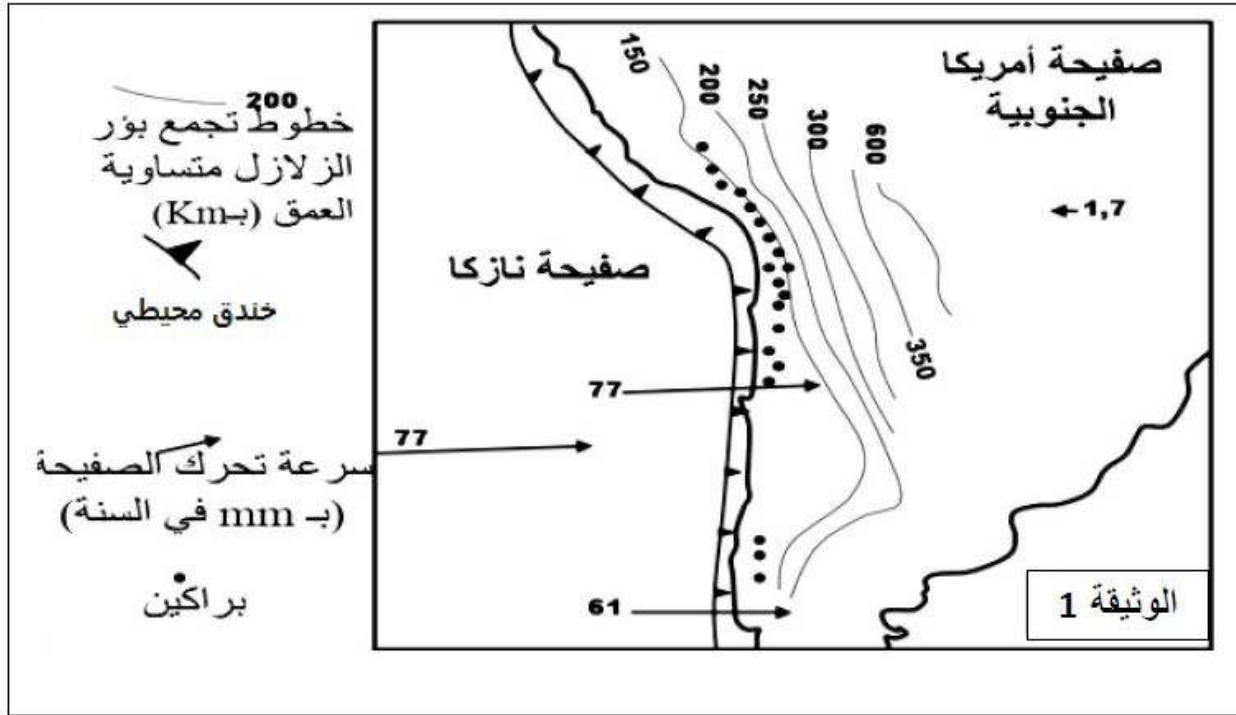 200
خطوط تجمع بؤر
الزلازل متساوية
العمق (بـKm)
خندق محيطي
سرعة تحرك الصفيحة
(بـ mm في السنة)
براكين
صفيحة أمريكا
الجنوبية
150
200
250
300
600
350
1,7
صفيحة نازكا
77
77
61
الوثيقة 1